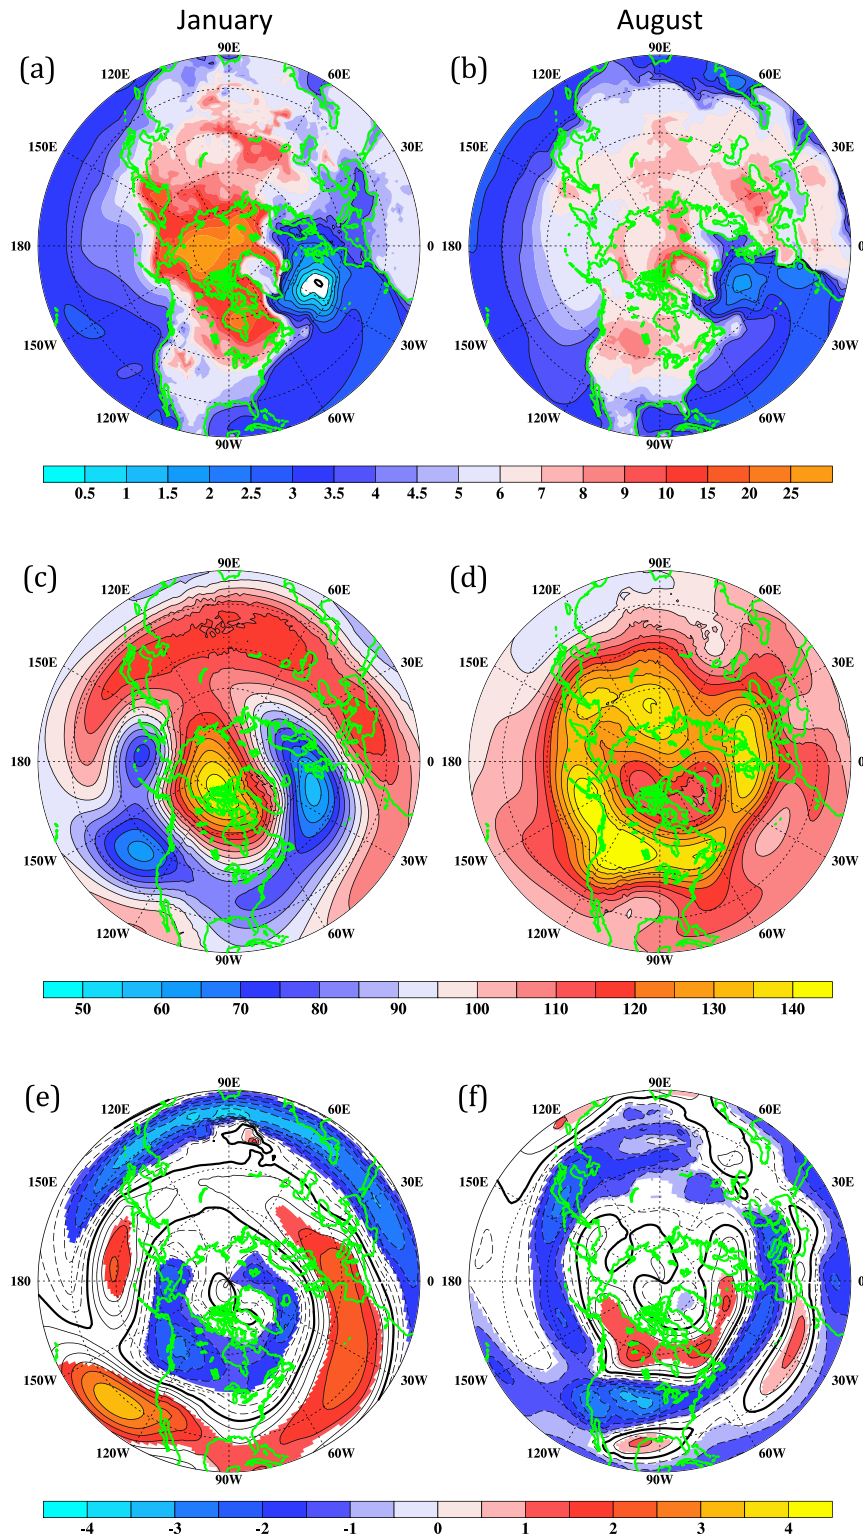 January August
(a) (b)
90E 90E
120E 60E 120E 60E
150E 30E 150E 30E
180 0 180 0
150W 30W 150W 30W
120W 60W 120W 60W
90W 90W
0.5 1 1.5 2 2.5 3 3.5 4 4.5 5 6 7 8 9 10 15 20 25
(c) (d)
90E 90E
120E 60E 120E 60E
150E 30E 150E 30E
180 0 180 0
150W 30W 150W 30W
120W 60W 120W 60W
90W 90W
50 60 70 80 90 100 110 120 130 140
(e) (f)
90E 90E
120E 60E 120E 60E
150E 30E 150E 30E
180 0 180 0
150W 30W 150W 30W
120W 60W 120W 60W
90W 90W
-4 -3 -2 -1 0 1 2 3 4